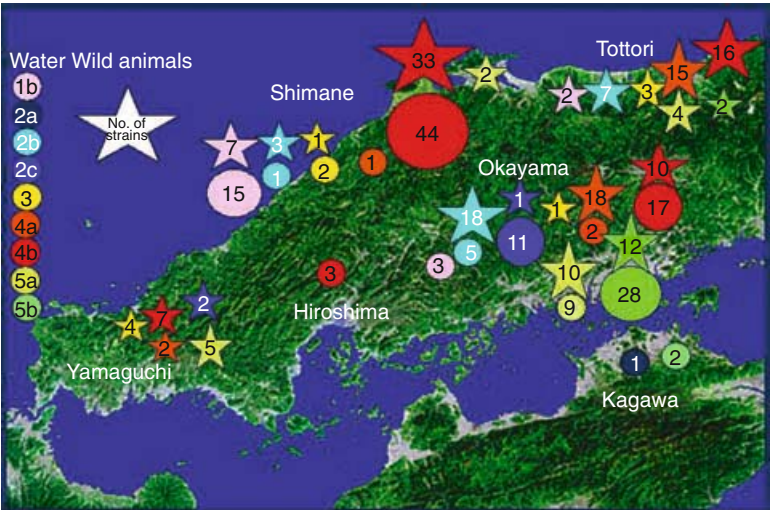 Water Wild animals
1b
2a
2b
2c
3
4a
4b
5a
5b
No. of
strains
Shimane
33
2
7
3
1
15
1
2
1
44
Tottori
2
7
3
15
16
4
2
Okayama
18
5
3
1
11
1
18
2
10
17
12
28
10
9
Hiroshima
3
Yamaguchi
4
7
2
2
5
Kagawa
1
2